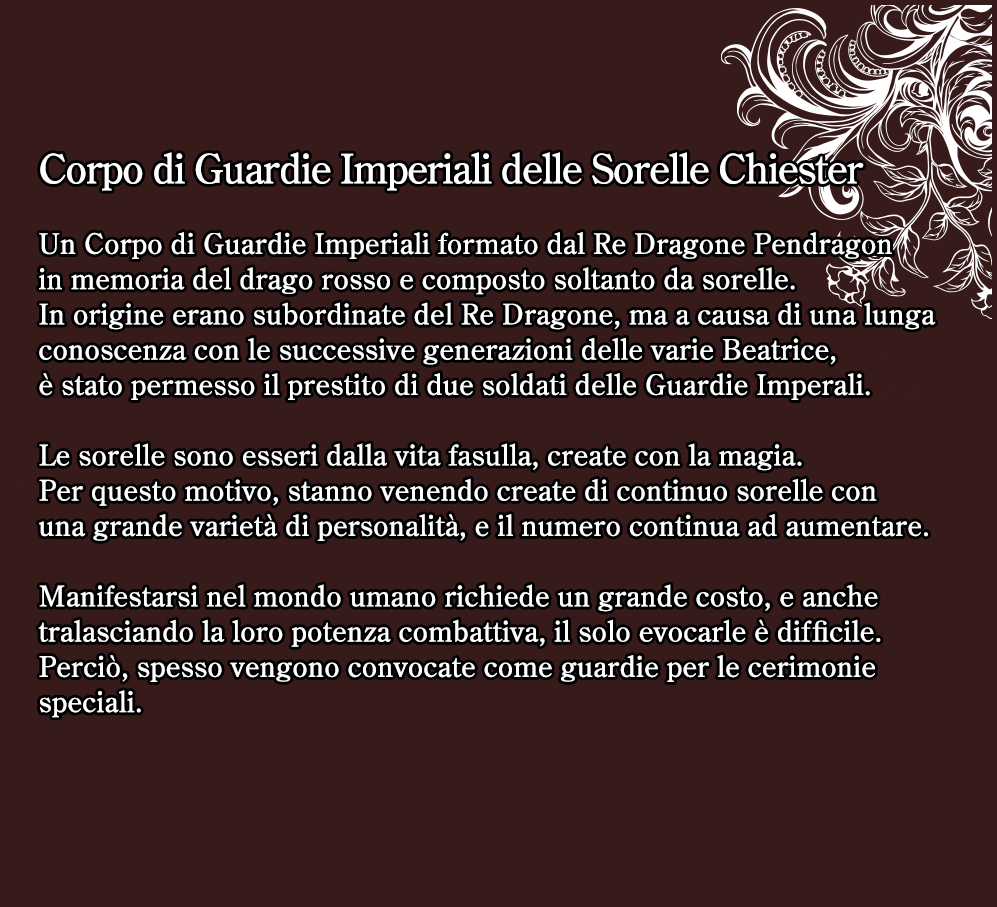 Corpo di Guardie Imperiali delle Sorelle Chiester
Un Corpo di Guardie Imperiali formato dal Re Dragone Pendragon
in memoria del drago rosso e composto soltanto da sorelle.
In origine erano subordinate del Re Dragone, ma a causa di una lunga
conoscenza con le successive generazioni delle varie Beatrice,
è stato permesso il prestito di due soldati delle Guardie Imperali.
Le sorelle sono esseri dalla vita fasulla, create con la magia.
Per questo motivo, stanno venendo create di continuo sorelle con
una grande varietà di personalità, e il numero continua ad aumentare.
Manifestarsi nel mondo umano richiede un grande costo, e anche
tralasciando la loro potenza combattiva, il solo evocarle è difficile.
Perciò, spesso vengono convocate come guardie per le cerimonie
speciali.